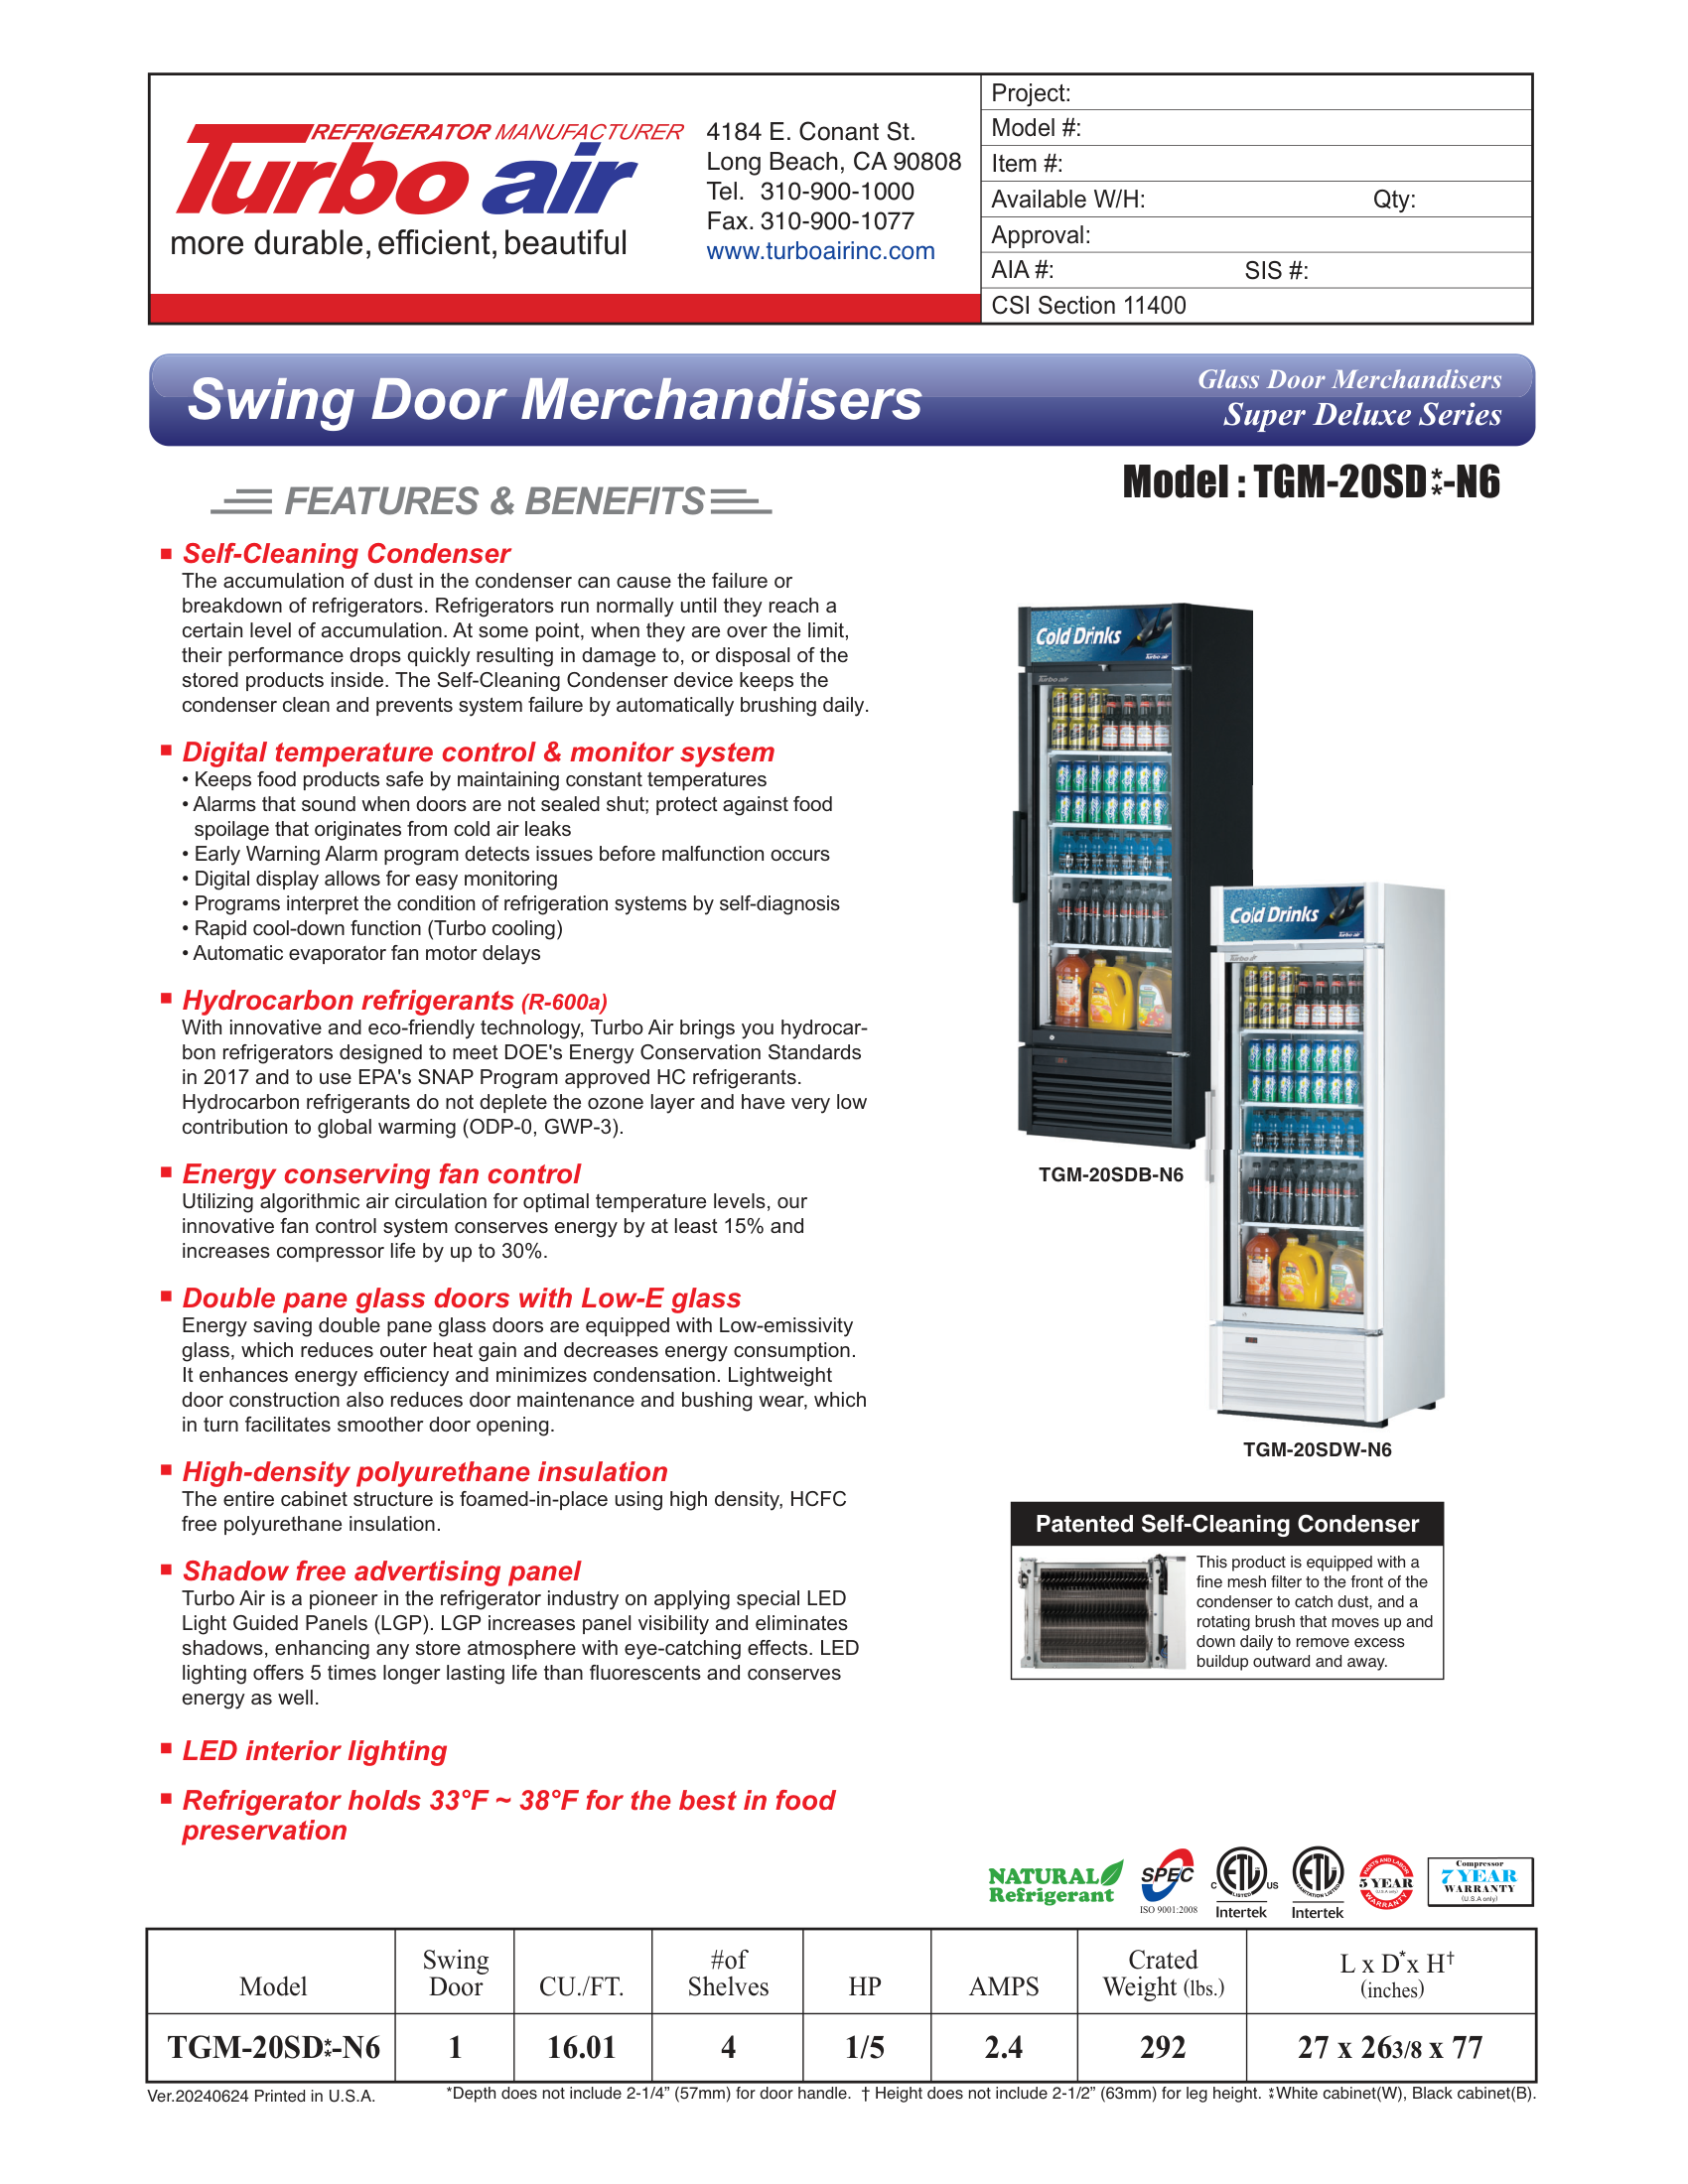 REFRIGERATOR MANUFACTURER
Turbo air
more durable, efficient, beautiful
4184 E. Conant St.
Long Beach, CA 90808
Tel. 310-900-1000
Fax. 310-900-1077
www.turboairinc.com
Project:
Model #:
Item #:
Available W/H: Qty:
Approval:
AIA #: SIS #:
CSI Section 11400
Swing Door Merchandisers
Glass Door Merchandisers
Super Deluxe Series
Model : TGM-20SD⁑-N6
FEATURES & BENEFITS
Self-Cleaning Condenser
The accumulation of dust in the condenser can cause the failure or
breakdown of refrigerators. Refrigerators run normally until they reach a
certain level of accumulation. At some point, when they are over the limit,
their performance drops quickly resulting in damage to, or disposal of the
stored products inside. The Self-Cleaning Condenser device keeps the
condenser clean and prevents system failure by automatically brushing daily.
Digital temperature control & monitor system
• Keeps food products safe by maintaining constant temperatures
• Alarms that sound when doors are not sealed shut; protect against food
spoilage that originates from cold air leaks
• Early Warning Alarm program detects issues before malfunction occurs
• Digital display allows for easy monitoring
• Programs interpret the condition of refrigeration systems by self-diagnosis
• Rapid cool-down function (Turbo cooling)
• Automatic evaporator fan motor delays
Hydrocarbon refrigerants (R-600a)
With innovative and eco-friendly technology, Turbo Air brings you hydrocar-
bon refrigerators designed to meet DOE's Energy Conservation Standards
in 2017 and to use EPA's SNAP Program approved HC refrigerants.
Hydrocarbon refrigerants do not deplete the ozone layer and have very low
contribution to global warming (ODP-0, GWP-3).
Energy conserving fan control
Utilizing algorithmic air circulation for optimal temperature levels, our
innovative fan control system conserves energy by at least 15% and
increases compressor life by up to 30%.
Double pane glass doors with Low-E glass
Energy saving double pane glass doors are equipped with Low-emissivity
glass, which reduces outer heat gain and decreases energy consumption.
It enhances energy efficiency and minimizes condensation. Lightweight
door construction also reduces door maintenance and bushing wear, which
in turn facilitates smoother door opening.
High-density polyurethane insulation
The entire cabinet structure is foamed-in-place using high density, HCFC
free polyurethane insulation.
Shadow free advertising panel
Turbo Air is a pioneer in the refrigerator industry on applying special LED
Light Guided Panels (LGP). LGP increases panel visibility and eliminates
shadows, enhancing any store atmosphere with eye-catching effects. LED
lighting offers 5 times longer lasting life than fluorescents and conserves
energy as well.
LED interior lighting
Refrigerator holds 33°F ~ 38°F for the best in food
preservation
Cold Drinks
Turbo air
Turbo air
TGM-20SDB-N6
Cold Drinks
Turbo air
Turbo air
TGM-20SDW-N6
Patented Self-Cleaning Condenser
This product is equipped with a
fine mesh filter to the front of the
condenser to catch dust, and a
rotating brush that moves up and
down daily to remove excess
buildup outward and away.
NATURAL
Refrigerant
SPEC
ISO 9001:2008
C ETL US
LISTED
Intertek
ETL
SANITATION LISTED
Intertek
PARTS AND LABOR
5 YEAR
(U.S.A only)
WARRANTY
Compressor
7 YEAR
WARRANTY
(U.S.A only)
Model Swing Door CU./FT. #of Shelves HP AMPS Crated Weight (lbs.) L x D* x H† (inches)
TGM-20SD⁑-N6 1 16.01 4 1/5 2.4 292 27 x 26 3/8 x 77
Ver.20240624 Printed in U.S.A.
*Depth does not include 2-1/4” (57mm) for door handle. † Height does not include 2-1/2” (63mm) for leg height. ⁑White cabinet(W), Black cabinet(B).